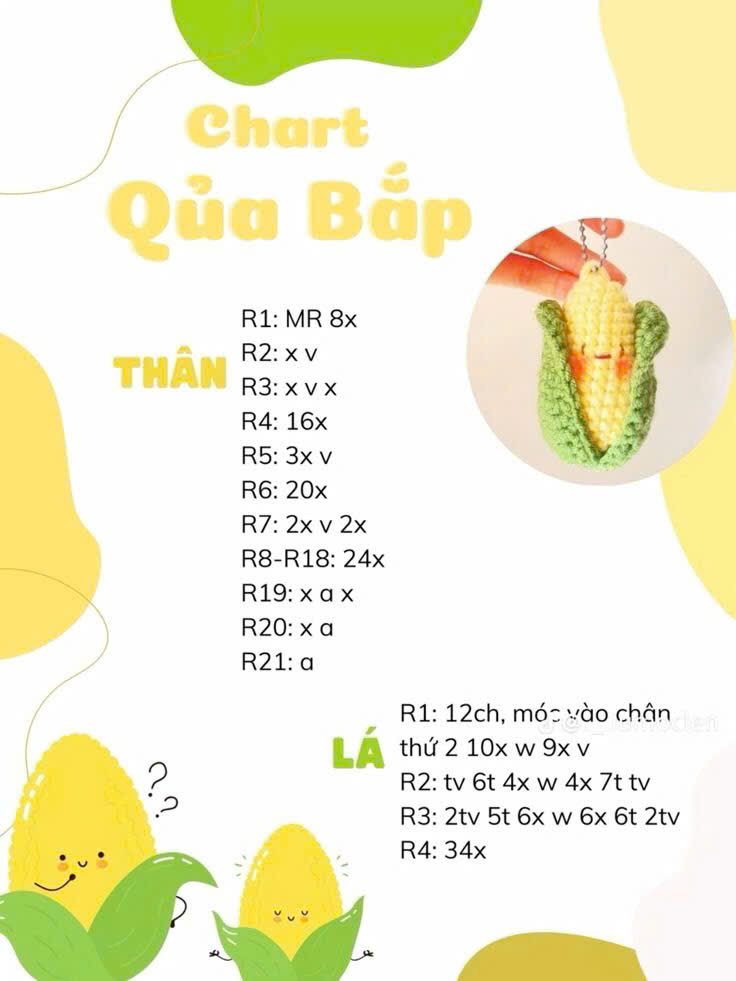 Chart
Qủa Bắp
THÂN
R1: MR 8x
R2: x v
R3: x v x
R4: 16x
R5: 3x v
R6: 20x
R7: 2x v 2x
R8-R18: 24x
R19: x a x
R20: x a
R21: a
LÁ
R1: 12ch, móc vào chân
thứ 2 10x w 9x v
R2: tv 6t 4x w 4x 7t tv
R3: 2tv 5t 6x w 6x 6t 2tv
R4: 34x
? ?
?